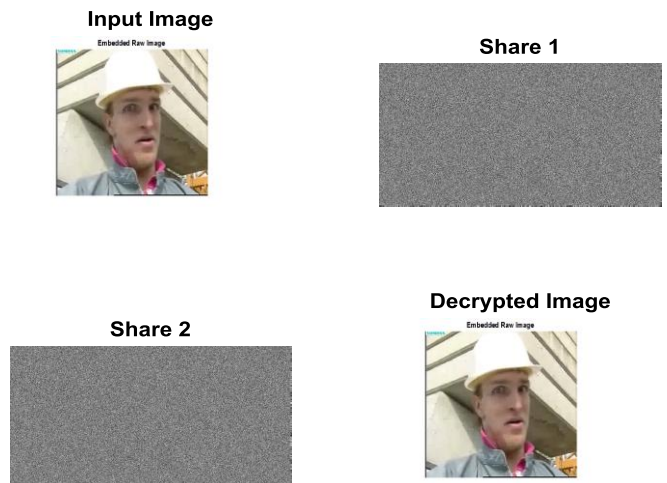 Input Image
Embedded Raw Image
Share 1
Share 2
Decrypted Image
Embedded Raw Image